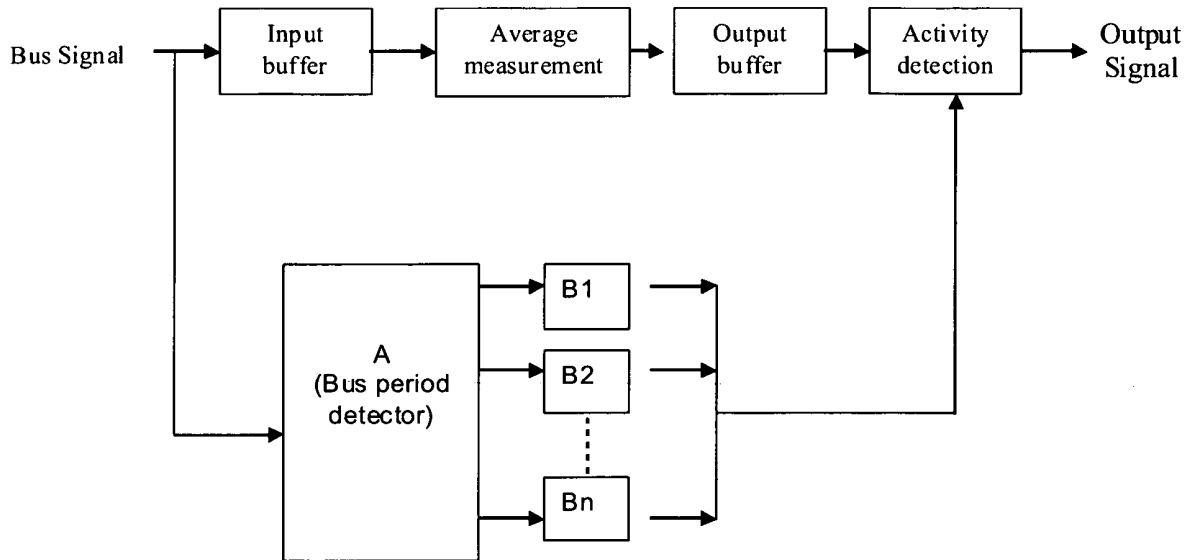 Bus Signal
Input
buffer
Average
measurement
Output
buffer
Activity
detection
Output
Signal
A
(Bus period
detector)
B1
B2
Bn